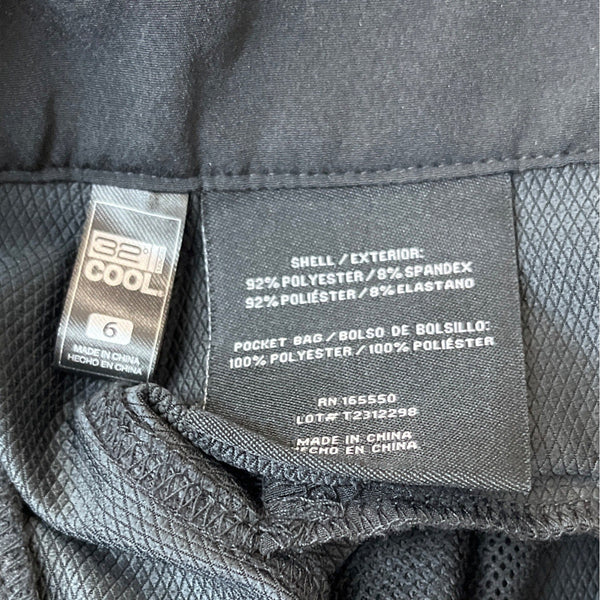 32°
COOL
6
MADE IN CHINA
HECHO EN CHINA
SHELL / EXTERIOR:
92% POLYESTER / 8% SPANDEX
92% POLIÉSTER / 8% ELASTANO
POCKET BAG / BOLSO DE BOLSILLO:
100% POLYESTER / 100% POLIÉSTER
RN 165550
LOT# T2312298
MADE IN CHINA
HECHO EN CHINA